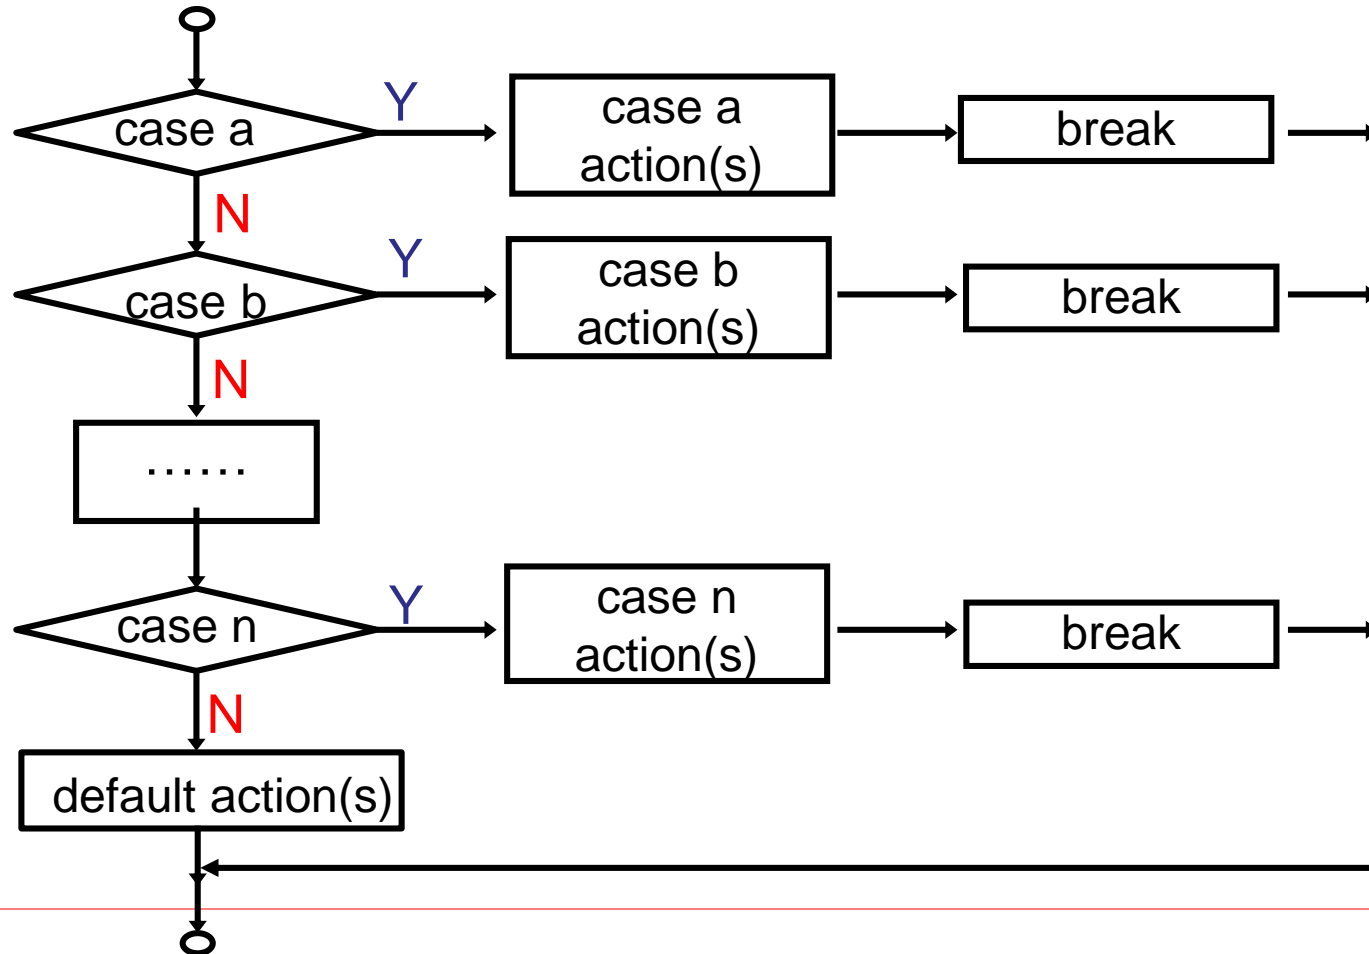 case a
Y
case a
action(s)
break
N
case b
Y
case b
action(s)
break
N
......
case n
Y
case n
action(s)
break
N
default action(s)